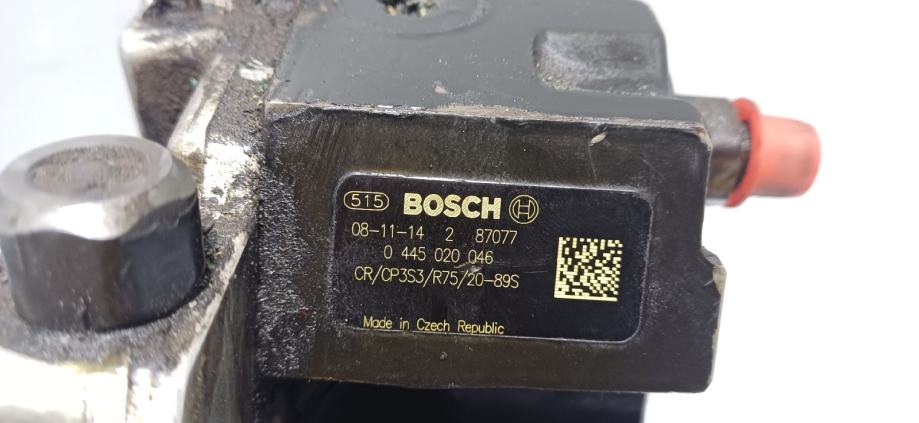 515 BOSCH
08-11-14 2 87077
0 445 020 046
CR/CP3S3/R75/20-89S
Made in Czech Republic